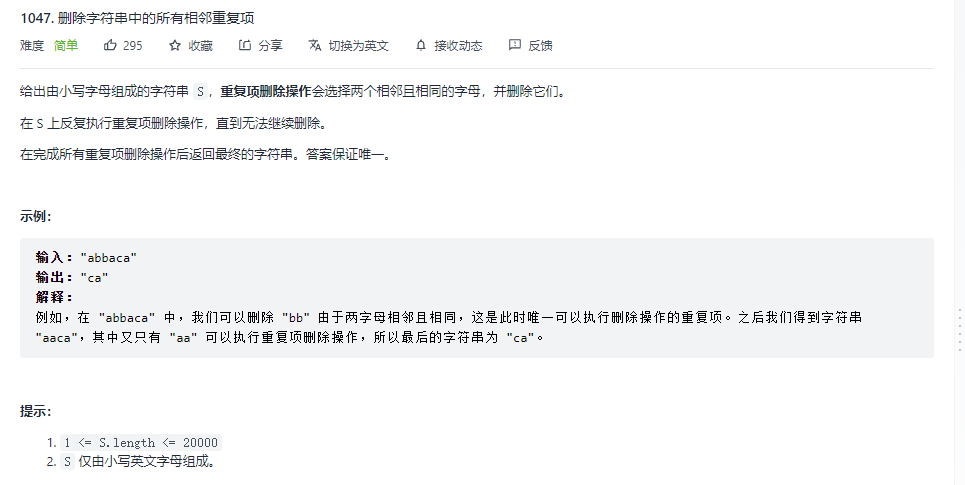 1047. 删除字符串中的所有相邻重复项
难度 简单 295 收藏 分享 切换为英文 接收动态 反馈
给出由小写字母组成的字符串 S，重复项删除操作会选择两个相邻且相同的字母，并删除它们。
在 S 上反复执行重复项删除操作，直到无法继续删除。
在完成所有重复项删除操作后返回最终的字符串。答案保证唯一。
示例：
输入："abbaca"
输出："ca"
解释：
例如，在 "abbaca" 中，我们可以删除 "bb" 由于两字母相邻且相同，这是此时唯一可以执行删除操作的重复项。之后我们得到字符串
"aaca"，其中又只有 "aa" 可以执行重复项删除操作，所以最后的字符串为 "ca"。
提示：
1. 1 <= S.length <= 20000
2. S 仅由小写英文字母组成。